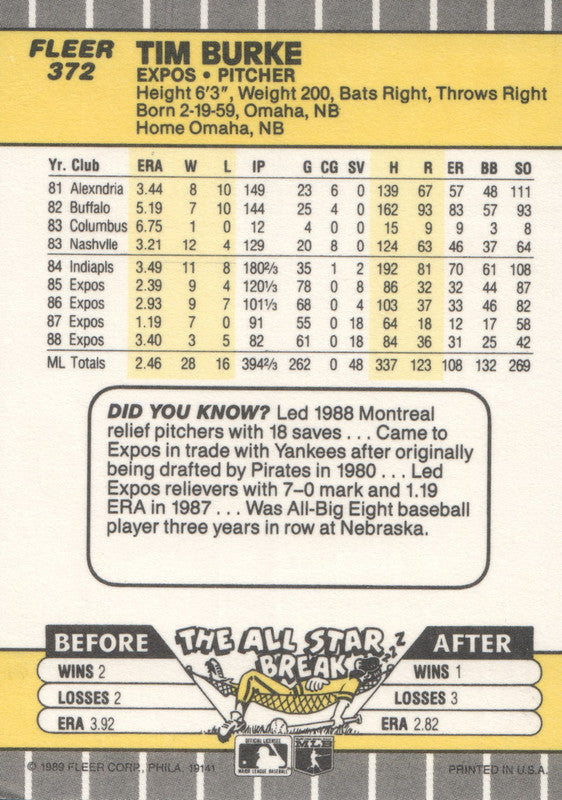 FLEER
372
TIM BURKE
EXPOS • PITCHER
Height 6'3", Weight 200, Bats Right, Throws Right
Born 2-19-59, Omaha, NB
Home Omaha, NB
Yr. Club ERA W L IP G CG SV H R ER BB SO
81 Alexndria 3.44 8 10 149 23 6 0 139 67 57 48 111
82 Buffalo 5.19 7 10 144 25 4 0 162 93 83 57 93
83 Columbus 6.75 1 0 12 4 0 0 15 9 9 3 8
83 Nashvlle 3.21 12 4 129 20 8 0 124 63 46 37 64
84 Indiapls 3.49 11 8 180⅔ 35 1 2 192 81 70 61 108
85 Expos 2.39 9 4 120⅓ 78 0 8 86 32 32 44 87
86 Expos 2.93 9 7 101⅓ 68 0 4 103 37 33 46 82
87 Expos 1.19 7 0 91 55 0 18 64 18 12 17 58
88 Expos 3.40 3 5 82 61 0 18 84 36 31 25 42
ML Totals 2.46 28 16 394⅔ 262 0 48 337 123 108 132 269
DID YOU KNOW? Led 1988 Montreal
relief pitchers with 18 saves . . . Came to
Expos in trade with Yankees after originally
being drafted by Pirates in 1980 . . . Led
Expos relievers with 7–0 mark and 1.19
ERA in 1987 . . . Was All-Big Eight baseball
player three years in row at Nebraska.
BEFORE
WINS 2
LOSSES 2
ERA 3.92
THE ALL STAR
BREAK
ZZZ
AFTER
WINS 1
LOSSES 3
ERA 2.82
OFFICIAL LICENSEE
MAJOR LEAGUE BASEBALL
MLB
© 1989 FLEER CORP., PHILA. 19141
PRINTED IN U.S.A.